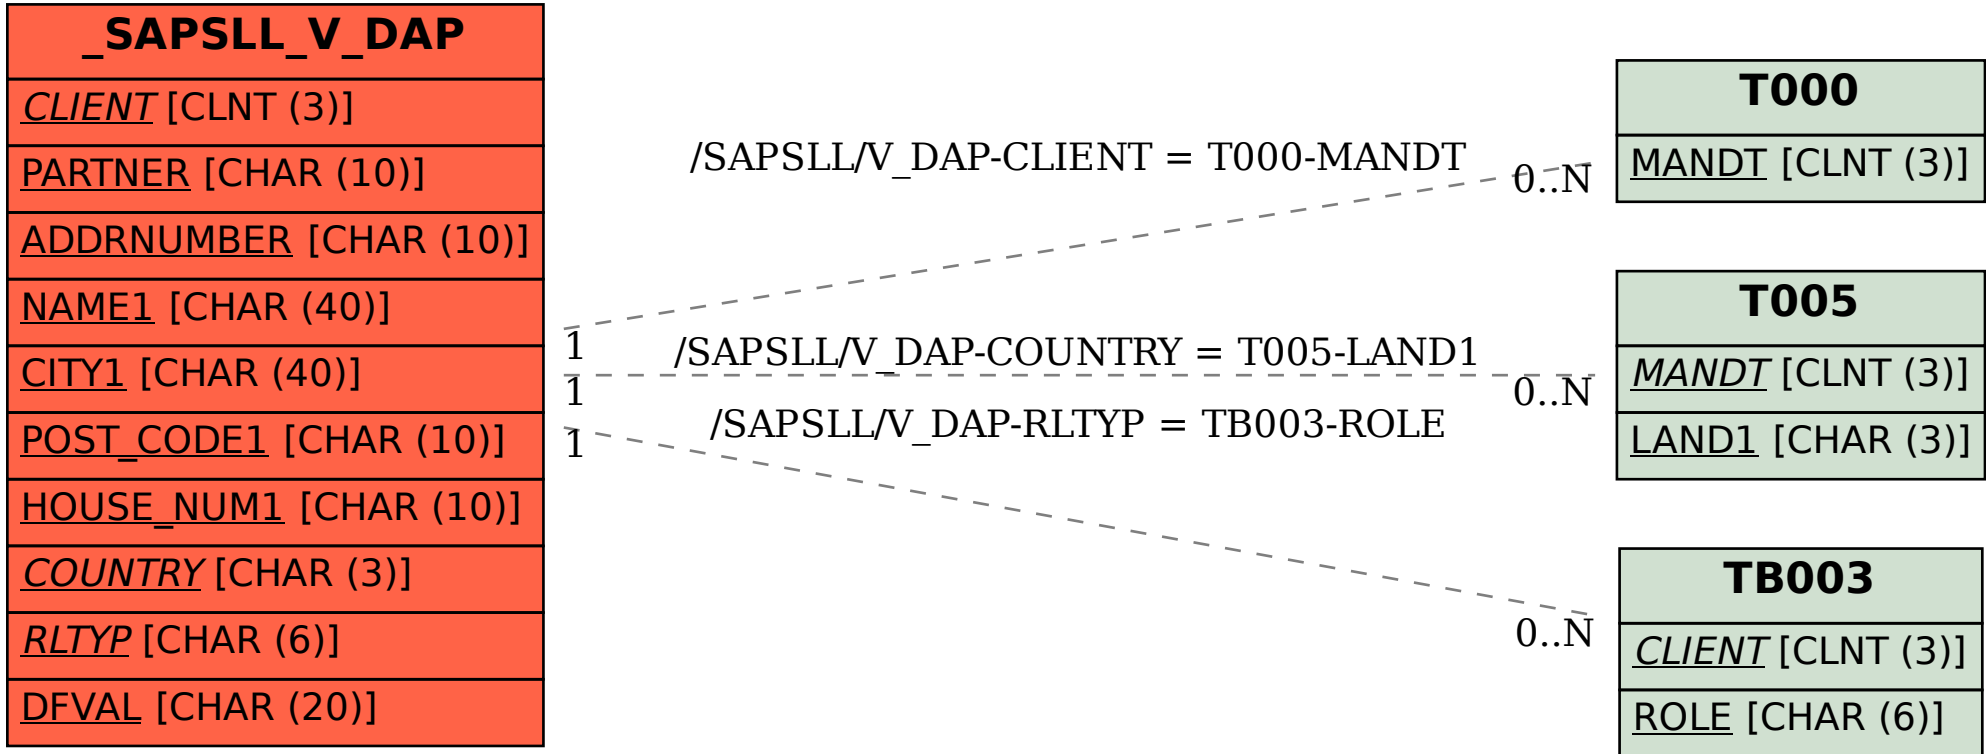 _SAPSLL_V_DAP
CLIENT [CLNT (3)]
PARTNER [CHAR (10)]
ADDRNUMBER [CHAR (10)]
NAME1 [CHAR (40)]
CITY1 [CHAR (40)]
POST_CODE1 [CHAR (10)]
HOUSE_NUM1 [CHAR (10)]
COUNTRY [CHAR (3)]
RLTYP [CHAR (6)]
DFVAL [CHAR (20)]
/SAPSLL/V_DAP-CLIENT = T000-MANDT
0..N
1
/SAPSLL/V_DAP-COUNTRY = T005-LAND1
1
0..N
/SAPSLL/V_DAP-RLTYP = TB003-ROLE
1
0..N
T000
MANDT [CLNT (3)]
T005
MANDT [CLNT (3)]
LAND1 [CHAR (3)]
TB003
CLIENT [CLNT (3)]
ROLE [CHAR (6)]